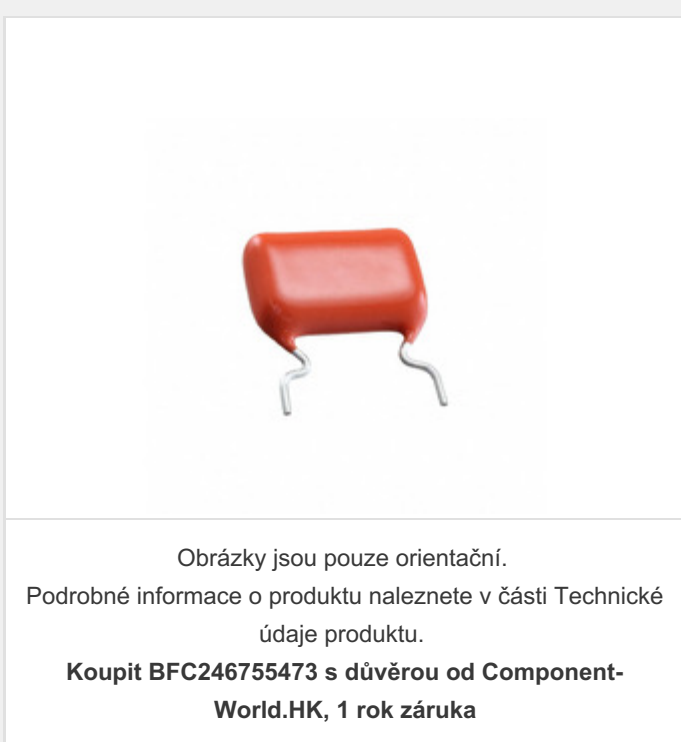 Obrázky jsou pouze orientační.
Podrobné informace o produktu naleznete v části Technické
údaje produktu.
Koupit BFC246755473 s důvěrou od Component-
World.HK, 1 rok záruka